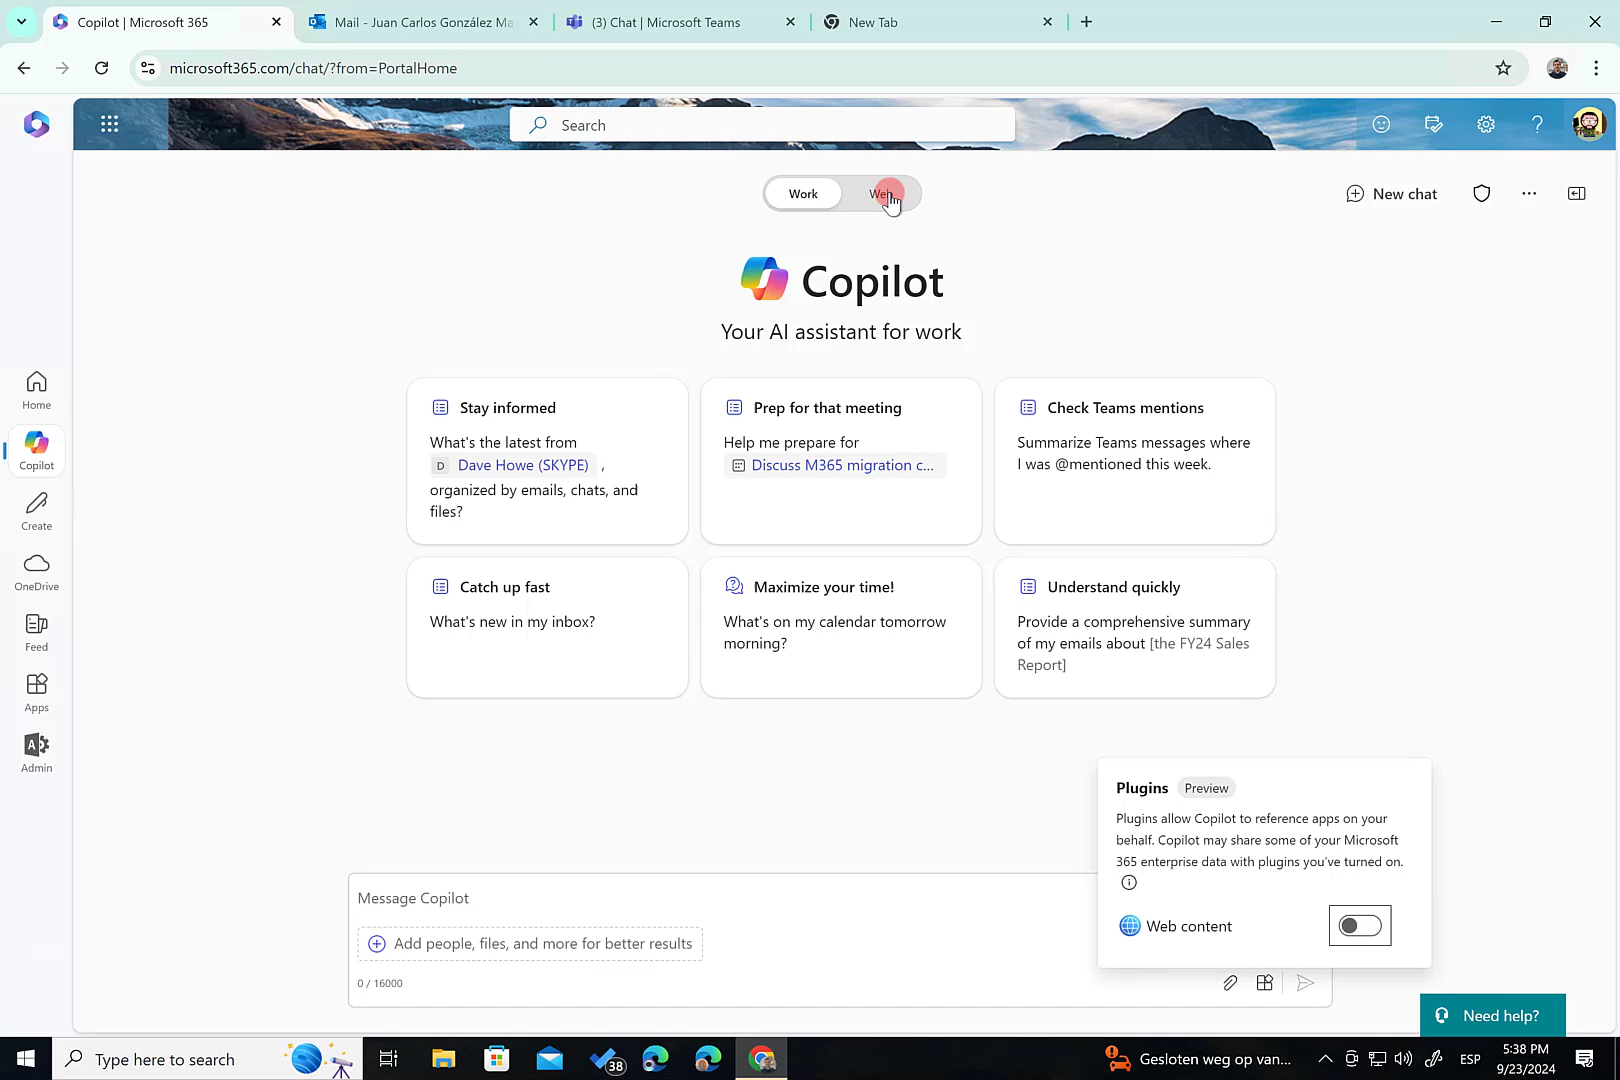 Copilot | Microsoft 365
Mail - Juan Carlos González Ma
(3) Chat | Microsoft Teams
New Tab
microsoft365.com/chat/?from=PortalHome
Search
Work
Web
New chat
Copilot
Your AI assistant for work
Home
Copilot
Create
OneDrive
Feed
Apps
Admin
Stay informed
What's the latest from
D Dave Howe (SKYPE) ,
organized by emails, chats, and
files?
Prep for that meeting
Help me prepare for
Discuss M365 migration c...
Check Teams mentions
Summarize Teams messages where
I was @mentioned this week.
Catch up fast
What's new in my inbox?
Maximize your time!
What's on my calendar tomorrow
morning?
Understand quickly
Provide a comprehensive summary
of my emails about [the FY24 Sales
Report]
Plugins Preview
Plugins allow Copilot to reference apps on your
behalf. Copilot may share some of your Microsoft
365 enterprise data with plugins you've turned on.
Web content
Message Copilot
Add people, files, and more for better results
0 / 16000
Need help?
Type here to search
38
Gesloten weg op van...
ESP
5:38 PM
9/23/2024